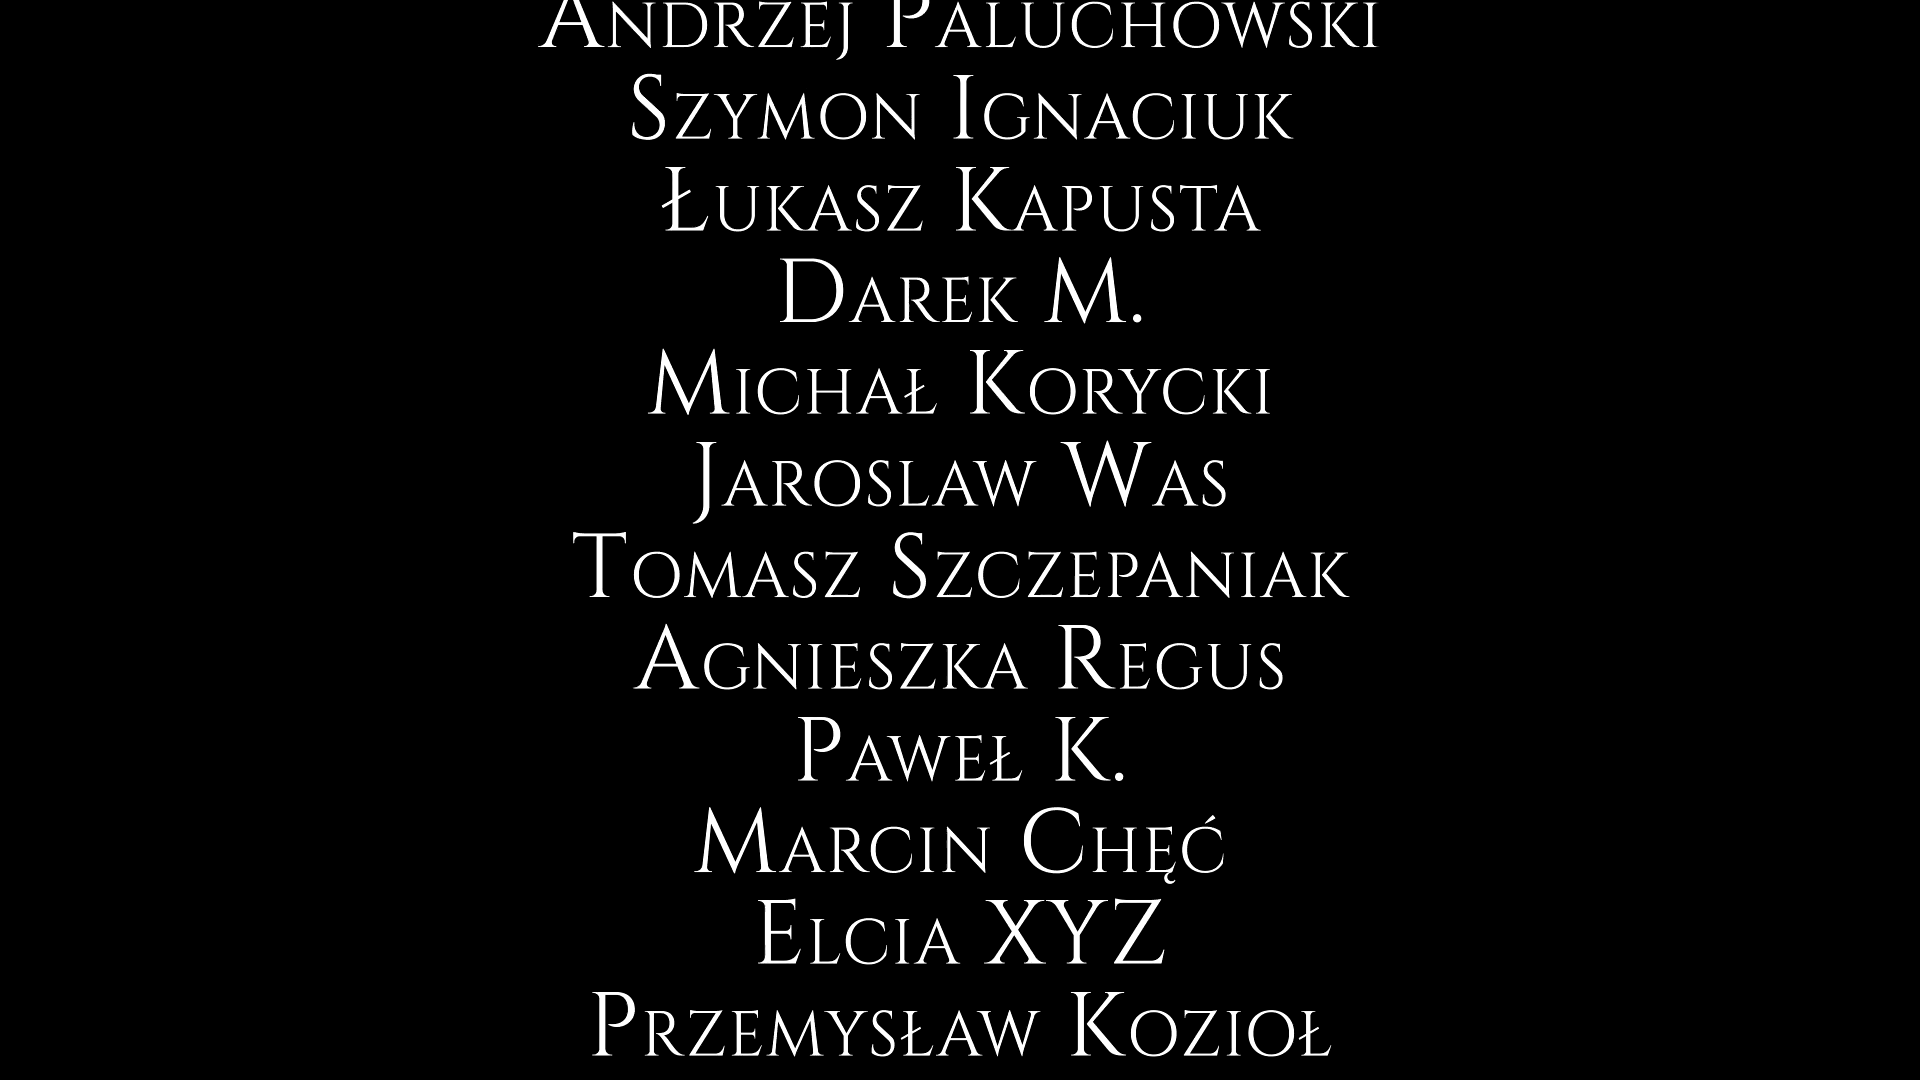 Andrzej Paluchowski
Szymon Ignaciuk
Łukasz Kapusta
Darek M.
Michał Korycki
Jaroslaw Was
Tomasz Szczepaniak
Agnieszka Regus
Paweł K.
Marcin Chęć
Elcia XYZ
Przemysław Kozioł